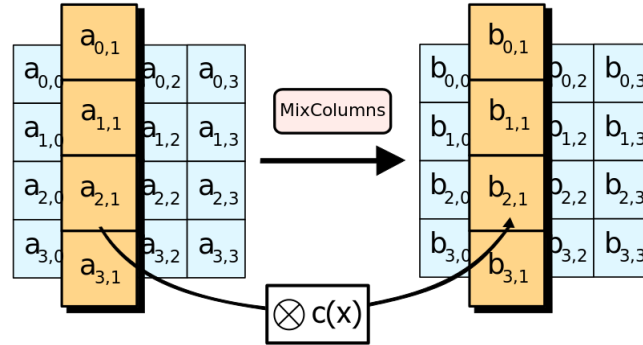 a0,0 a0,1 a0,2 a0,3
a1,0 a1,1 a1,2 a1,3
a2,0 a2,1 a2,2 a2,3
a3,0 a3,1 a3,2 a3,3
MixColumns
b0,0 b0,1 b0,2 b0,3
b1,0 b1,1 b1,2 b1,3
b2,0 b2,1 b2,2 b2,3
b3,0 b3,1 b3,2 b3,3
⊗ c(x)